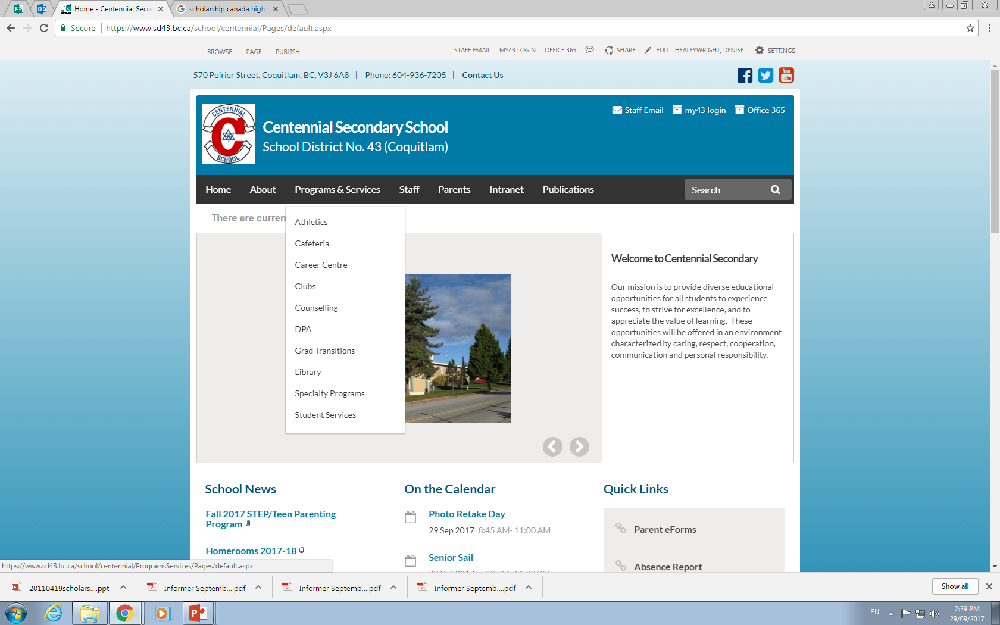 Home - Centennial Secon
scholarship canada high
Secure
https://www.sd43.bc.ca/school/centennial/Pages/default.aspx
BROWSE PAGE PUBLISH
STAFF EMAIL MY43 LOGIN OFFICE 365 SHARE EDIT HEALEYWRIGHT, DENISE SETTINGS
570 Poirier Street, Coquitlam, BC, V3J 6A8 | Phone: 604-936-7205 | Contact Us
You Tube
CENTENNIAL
C
SCHOOL
Staff Email my43 login Office 365
Centennial Secondary School
School District No. 43 (Coquitlam)
Home About Programs & Services Staff Parents Intranet Publications Search
There are curren
Athletics
Cafeteria
Career Centre
Clubs
Counselling
DPA
Grad Transitions
Library
Specialty Programs
Student Services
Welcome to Centennial Secondary
Our mission is to provide diverse educational
opportunities for all students to experience
success, to strive for excellence, and to
appreciate the value of learning. These
opportunities will be offered in an environment
characterized by caring, respect, cooperation,
communication and personal responsibility.
School News
Fall 2017 STEP/Teen Parenting
Program
Homerooms 2017-18
On the Calendar
Photo Retake Day
29 Sep 2017 8:45 AM- 11:00 AM
Senior Sail
Quick Links
Parent eForms
Absence Report
https://www.sd43.bc.ca/school/centennial/ProgramsServices/Pages/default.aspx
20110419scholars....ppt
Informer Septemb....pdf
Informer Septemb....pdf
Informer Septemb....pdf
Show all
EN
2:39 PM
29/09/2017